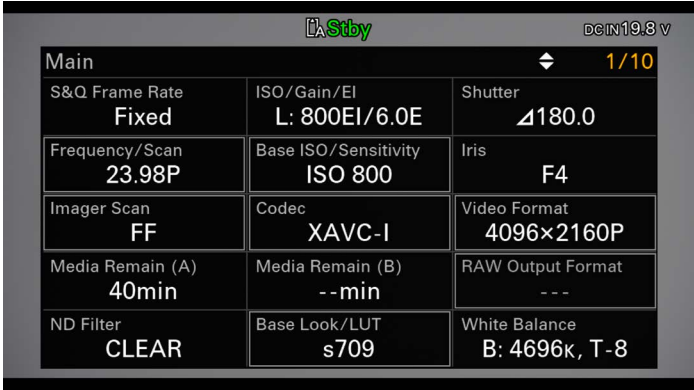 A Stby DC IN 19.8 V
Main 1/10
S&Q Frame Rate ISO/Gain/EI Shutter
Fixed L: 800EI/6.0E ⊿180.0
Frequency/Scan Base ISO/Sensitivity Iris
23.98P ISO 800 F4
Imager Scan Codec Video Format
FF XAVC-I 4096×2160P
Media Remain (A) Media Remain (B) RAW Output Format
40min --min ---
ND Filter Base Look/LUT White Balance
CLEAR s709 B: 4696K, T-8